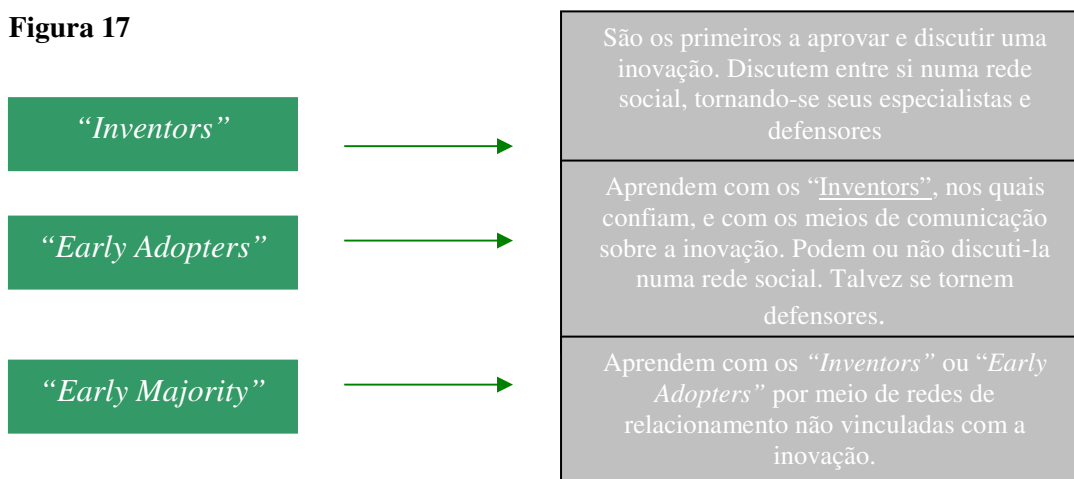 Figura 17
“Inventors”
São os primeiros a aprovar e discutir uma
inovação. Discutem entre si numa rede
social, tornando-se seus especialistas e
defensores
“Early Adopters”
Aprendem com os “Inventors”, nos quais
confiam, e com os meios de comunicação
sobre a inovação. Podem ou não discuti-la
numa rede social. Talvez se tornem
defensores.
“Early Majority”
Aprendem com os “Inventors” ou “Early
Adopters” por meio de redes de
relacionamento não vinculadas com a
inovação.